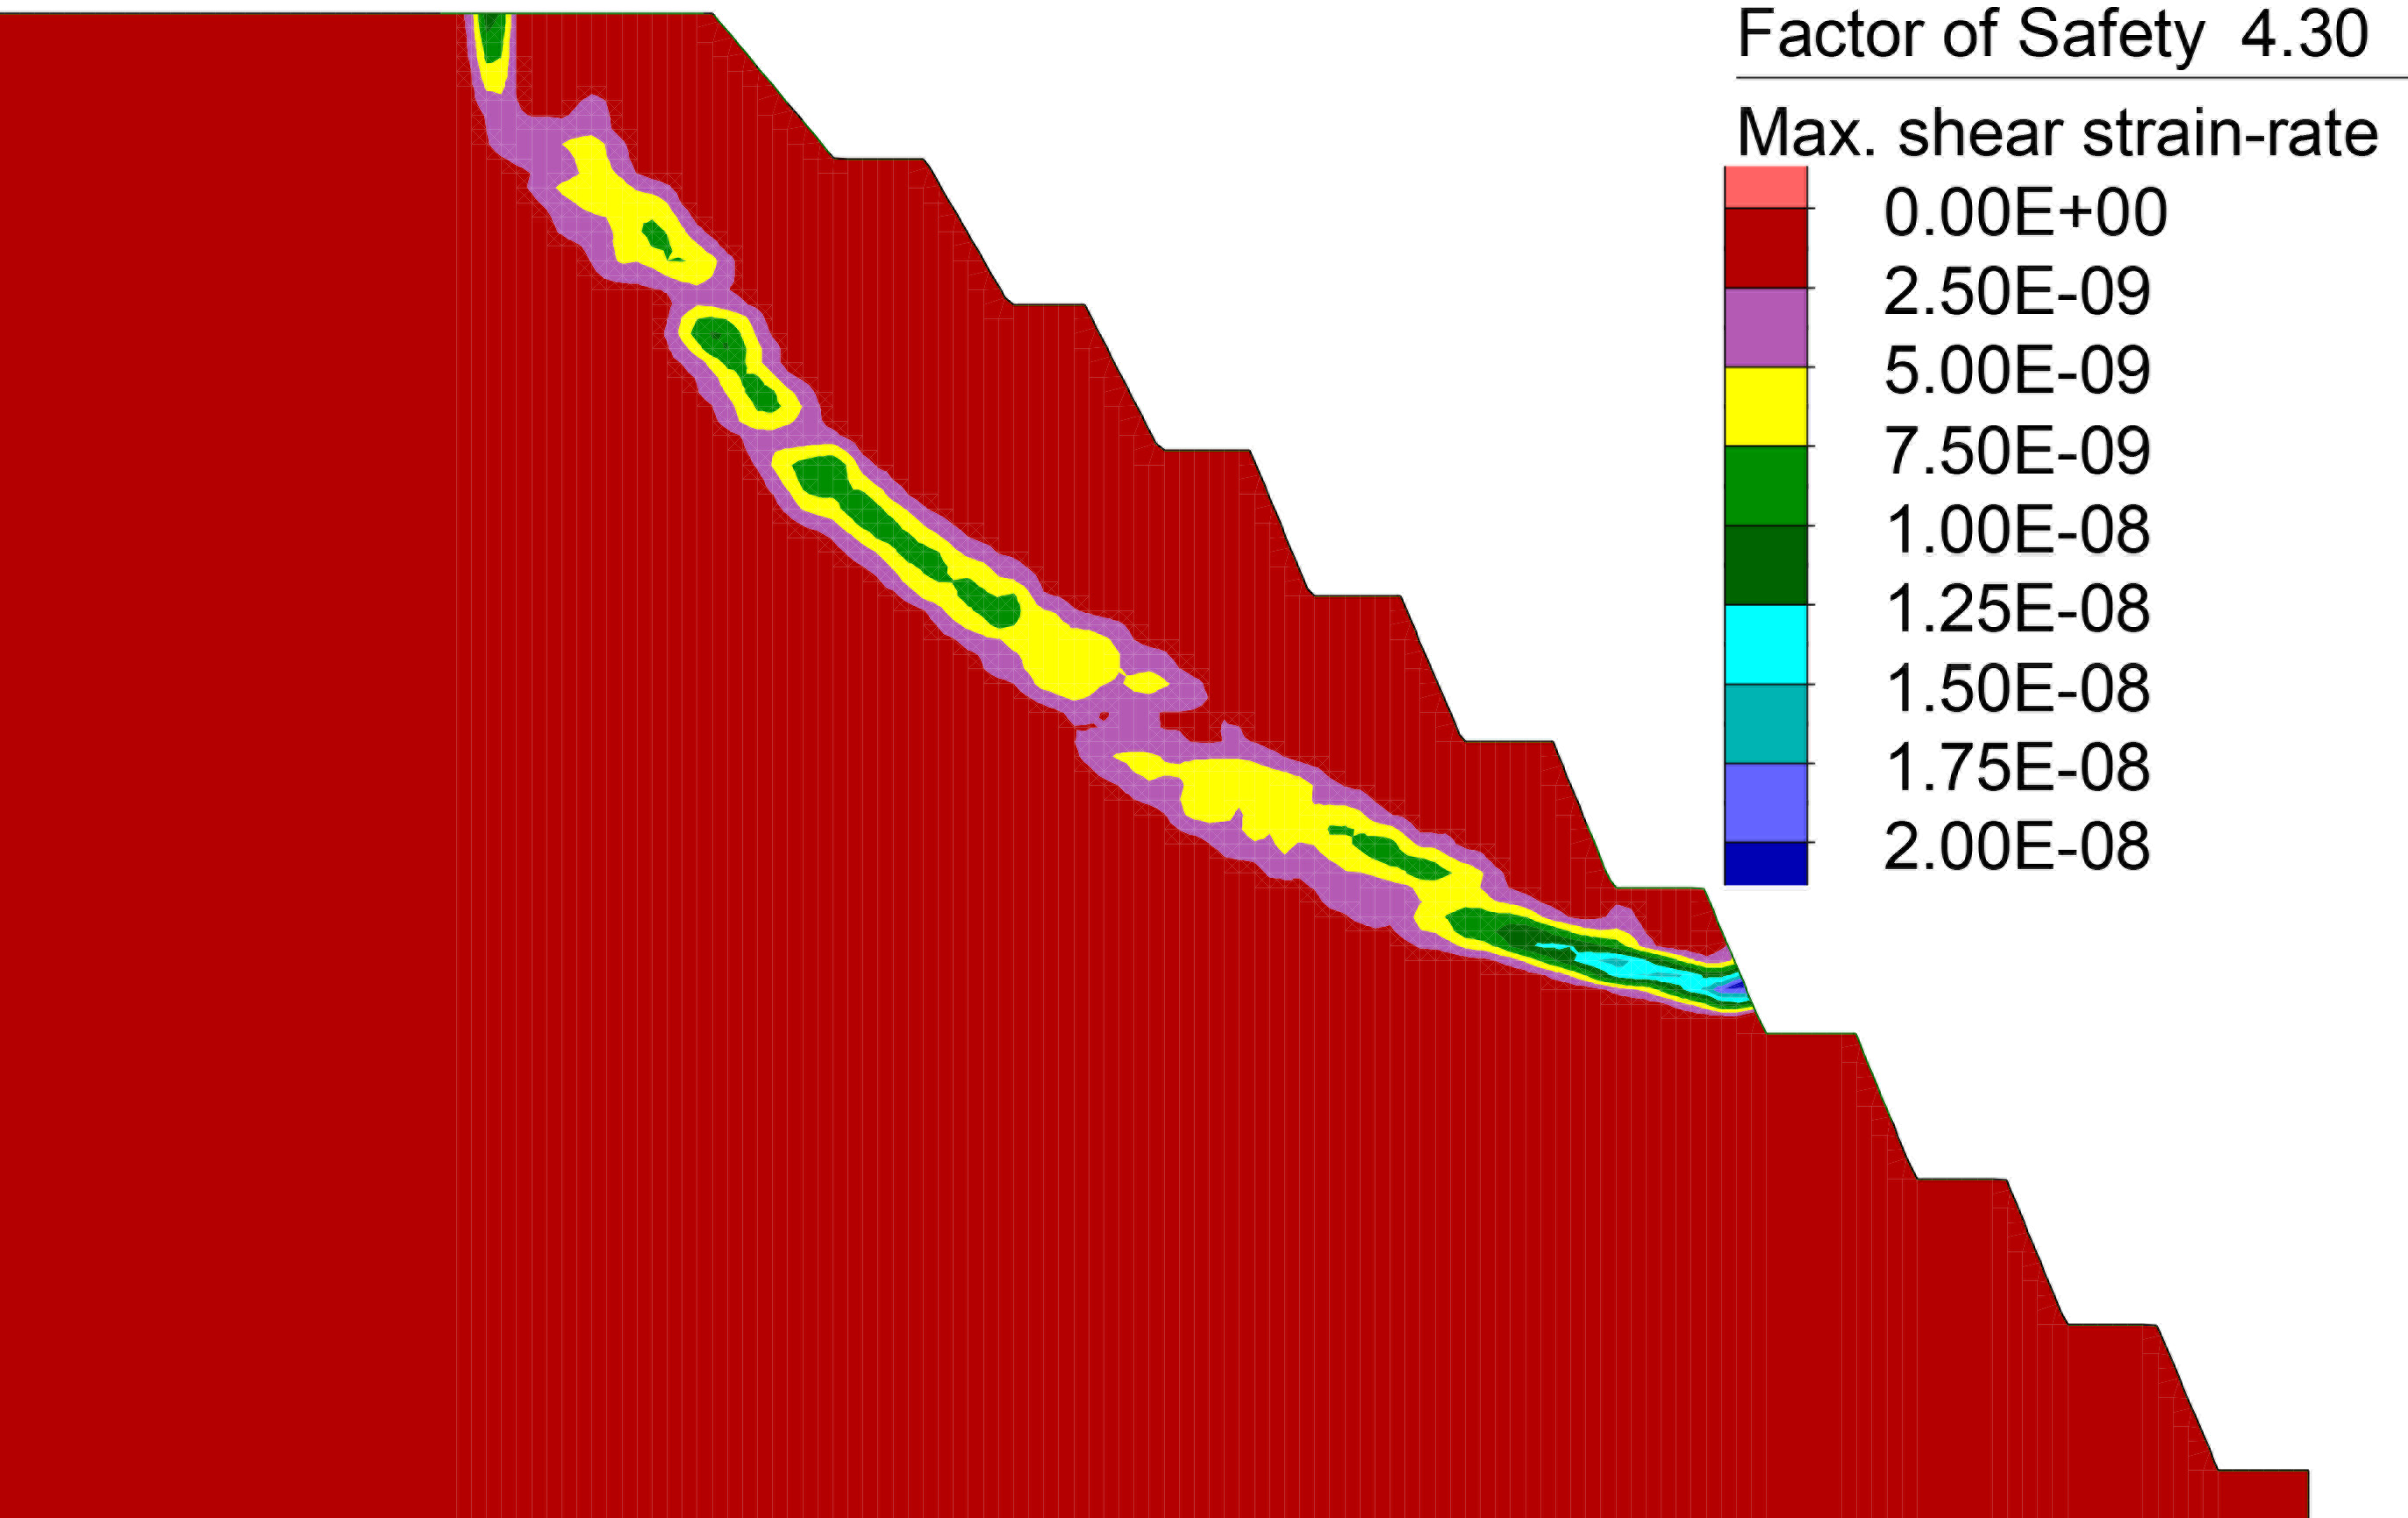 Factor of Safety 4.30
Max. shear strain-rate
0.00E+00
2.50E-09
5.00E-09
7.50E-09
1.00E-08
1.25E-08
1.50E-08
1.75E-08
2.00E-08